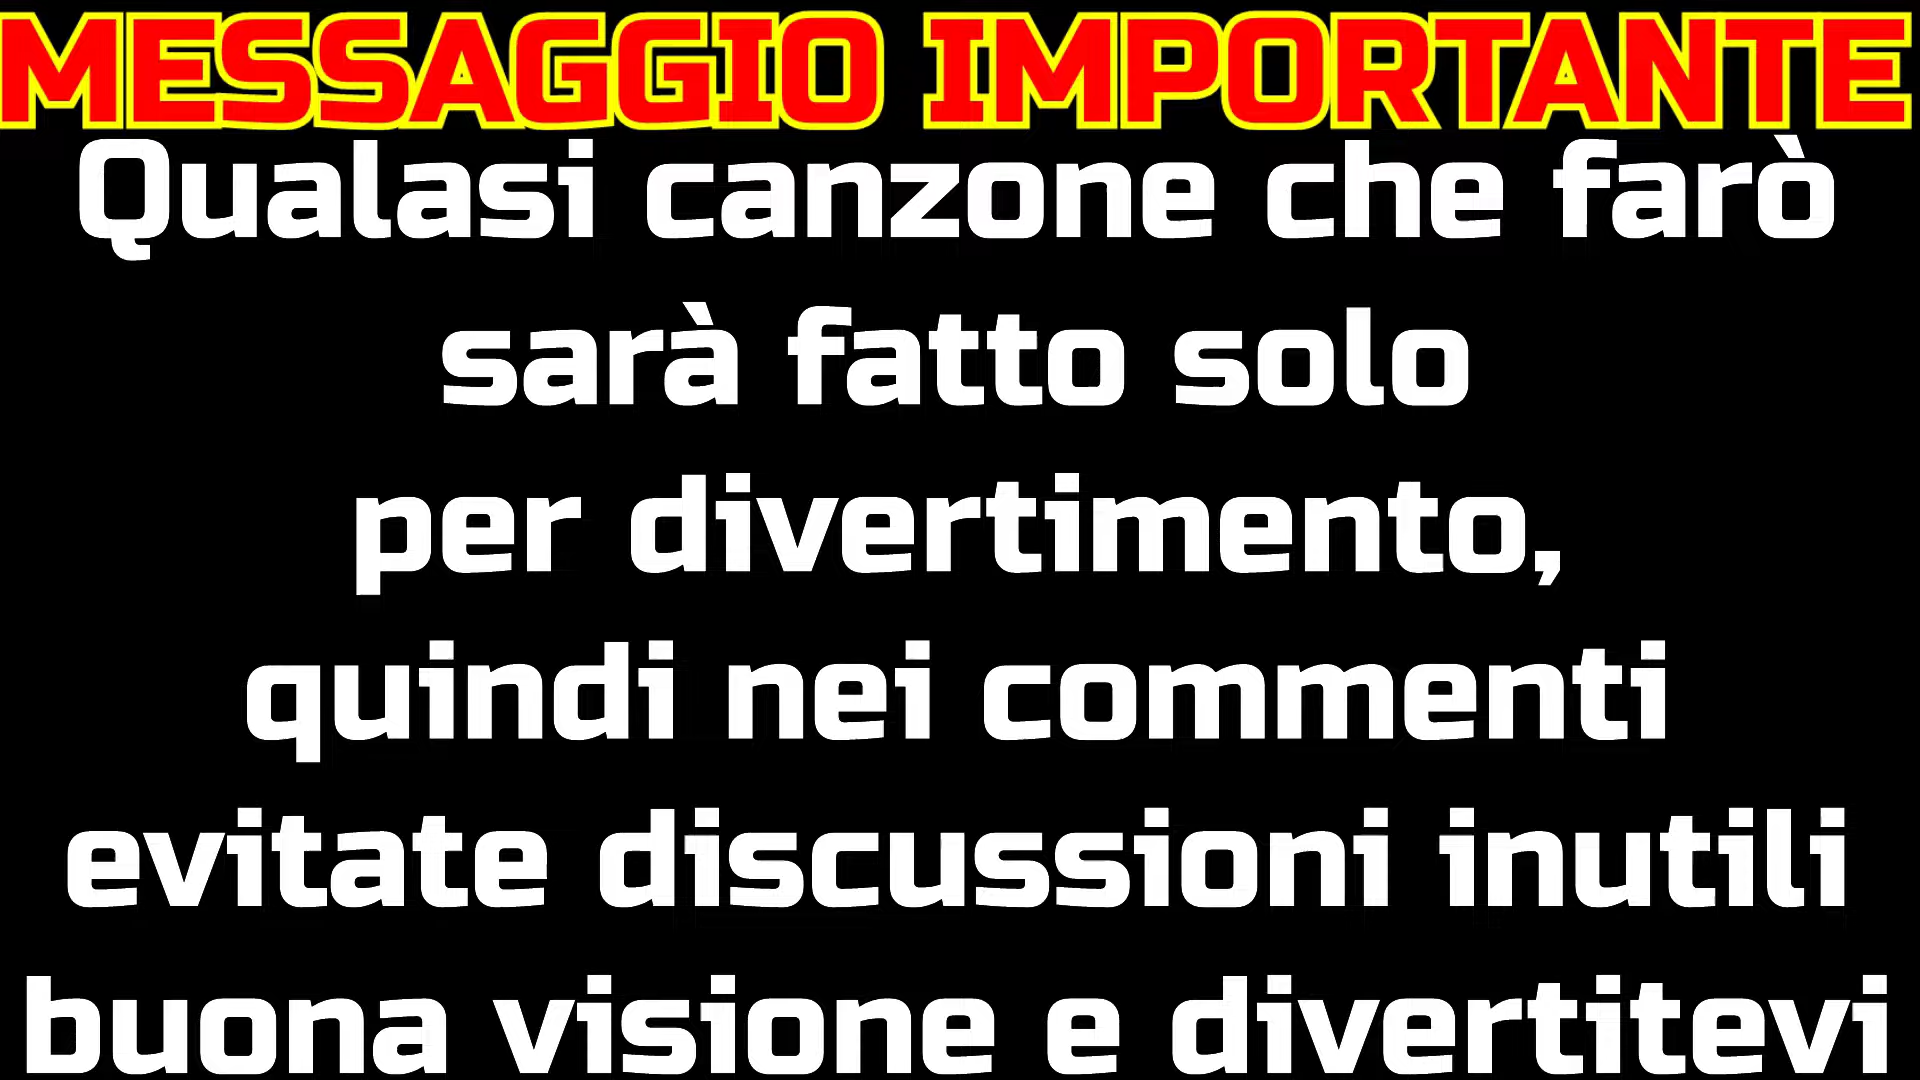 MESSAGGIO IMPORTANTE
Qualasi canzone che farò
sarà fatto solo
per divertimento,
quindi nei commenti
evitate discussioni inutili
buona visione e divertitevi